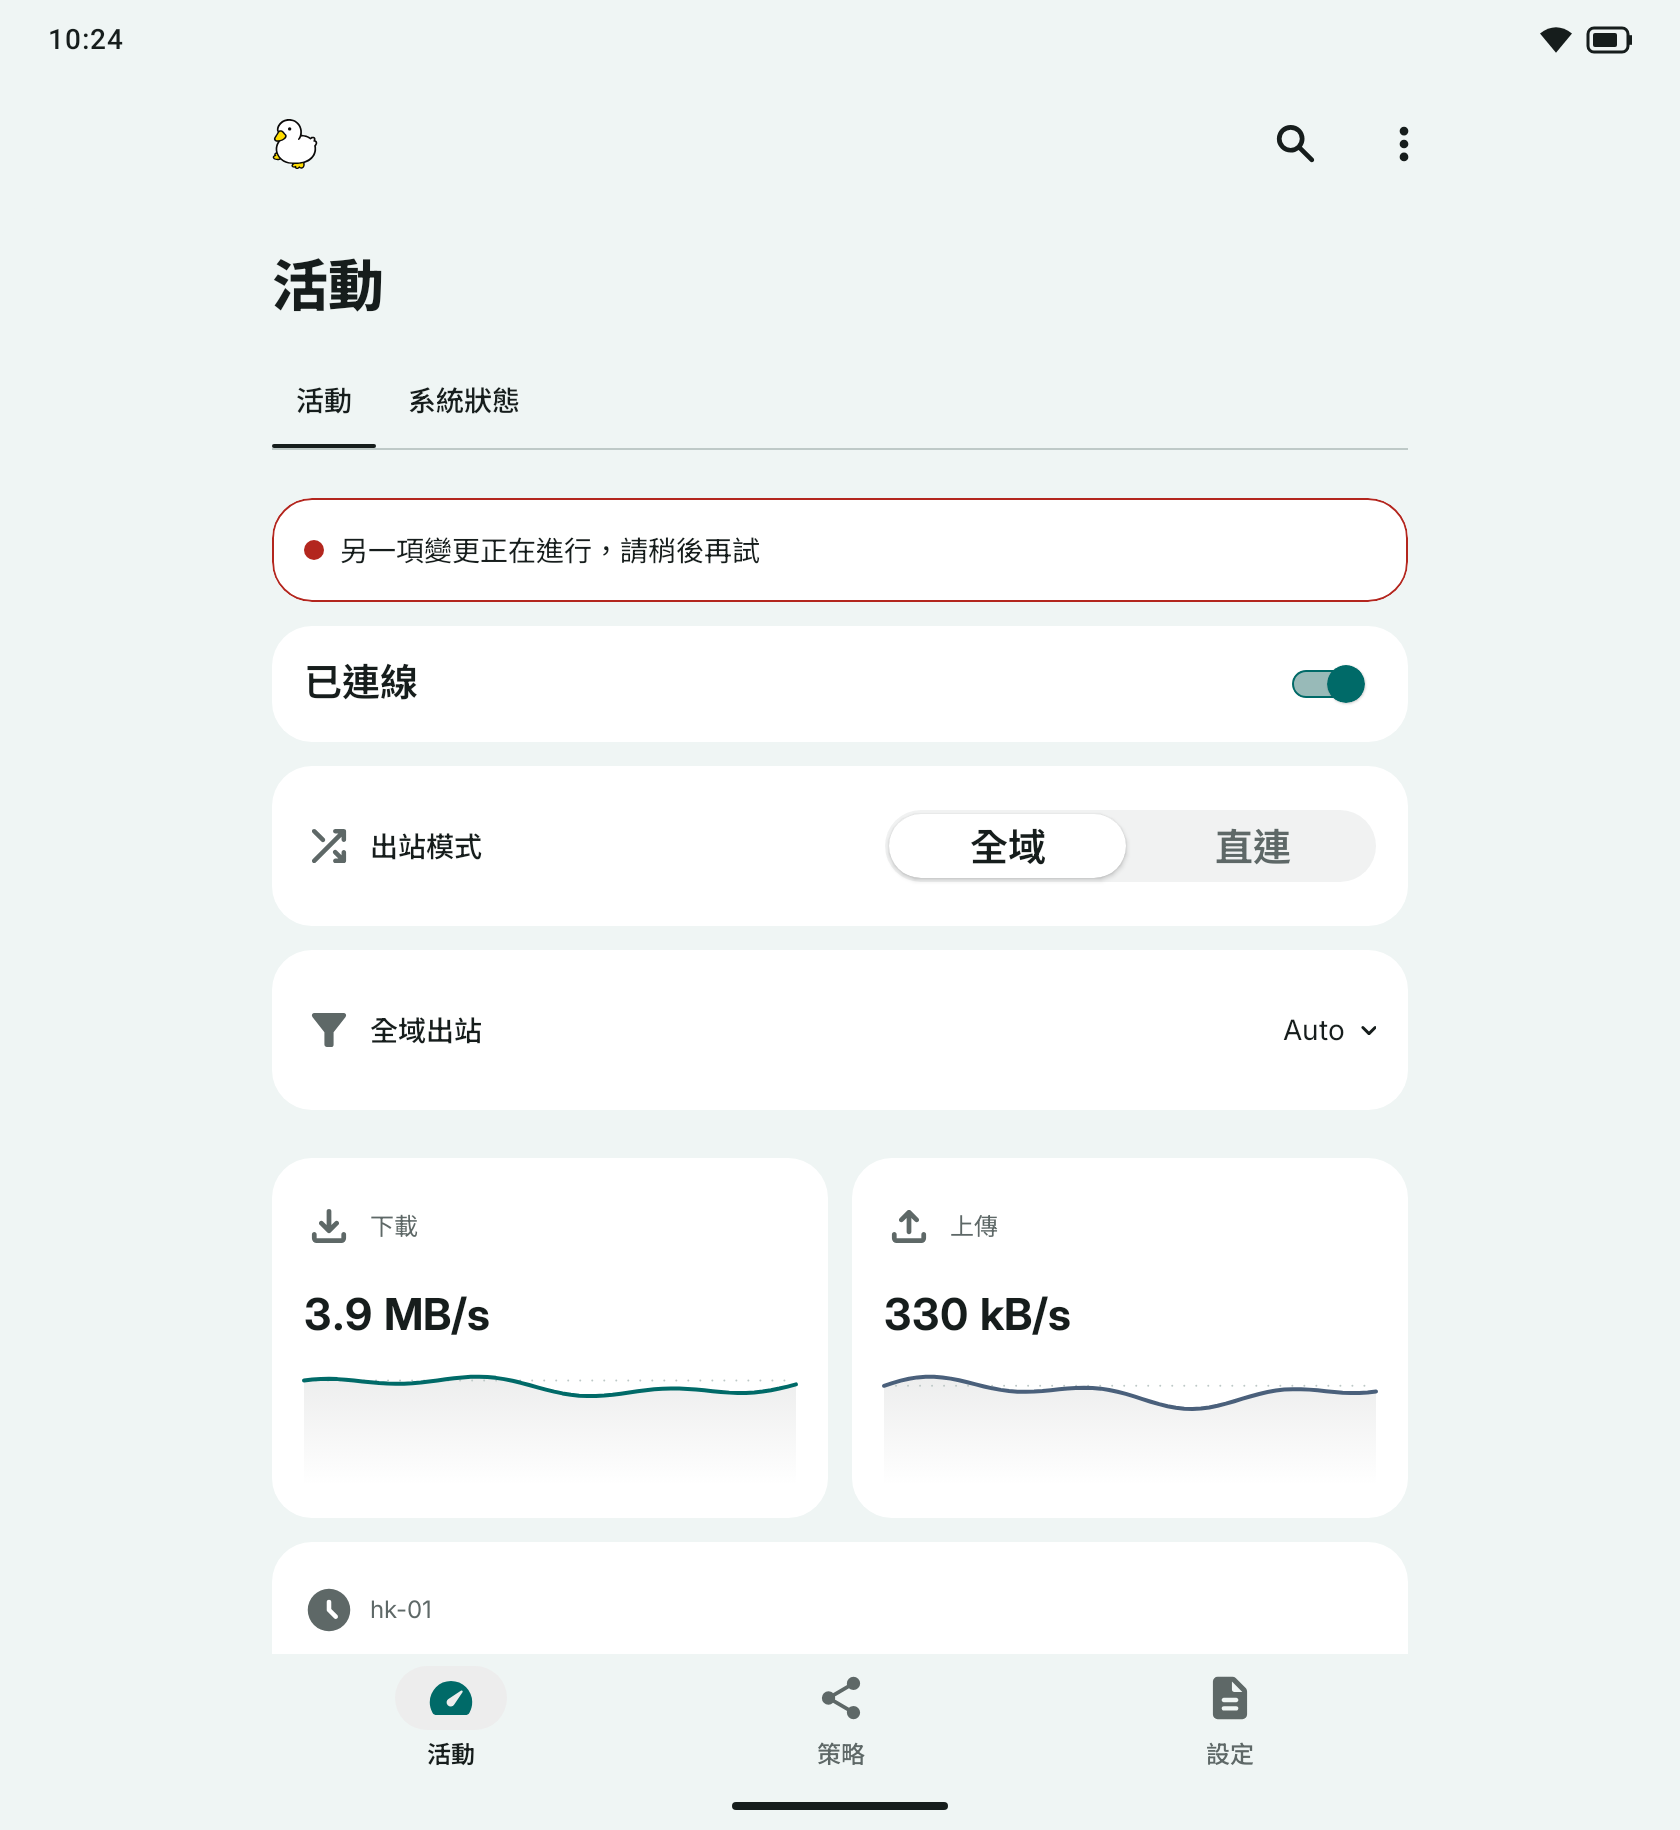 10:24
活動
活動
系統狀態
另一項變更正在進行，請稍後再試
已連線
出站模式
全域
直連
全域出站
Auto
下載
3.9 MB/s
上傳
330 kB/s
hk-01
活動
策略
設定